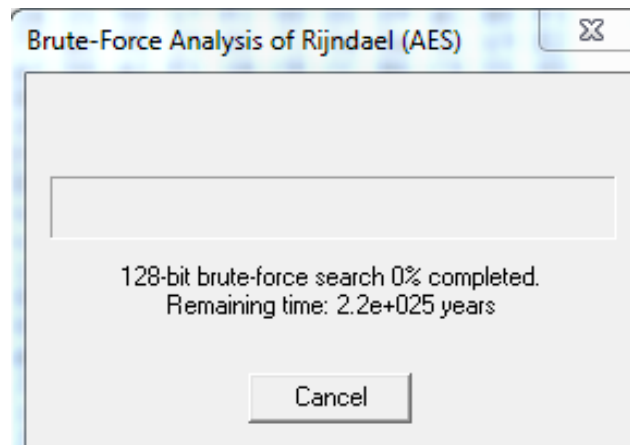 Brute-Force Analysis of Rijndael (AES)
128-bit brute-force search 0% completed.
Remaining time: 2.2e+025 years
Cancel